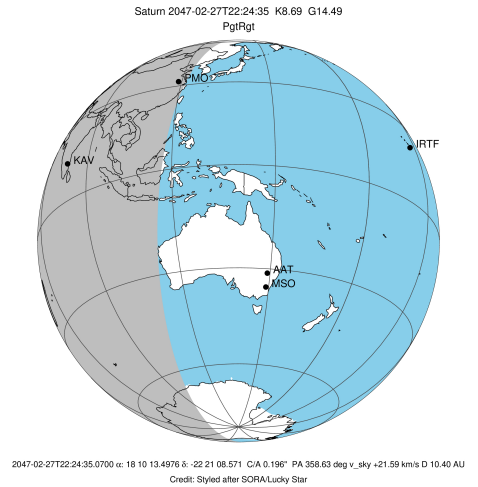 Saturn 2047-02-27T22:24:35 K8.69 G14.49
PgtRgt
PMO
IRTF
KAV
AAT
MSO
2047-02-27T22:24:35.0700 α: 18 10 13.4976 δ: -22 21 08.571 C/A 0.196" PA 358.63 deg v_sky +21.59 km/s D 10.40 AU
Credit: Styled after SORA/Lucky Star